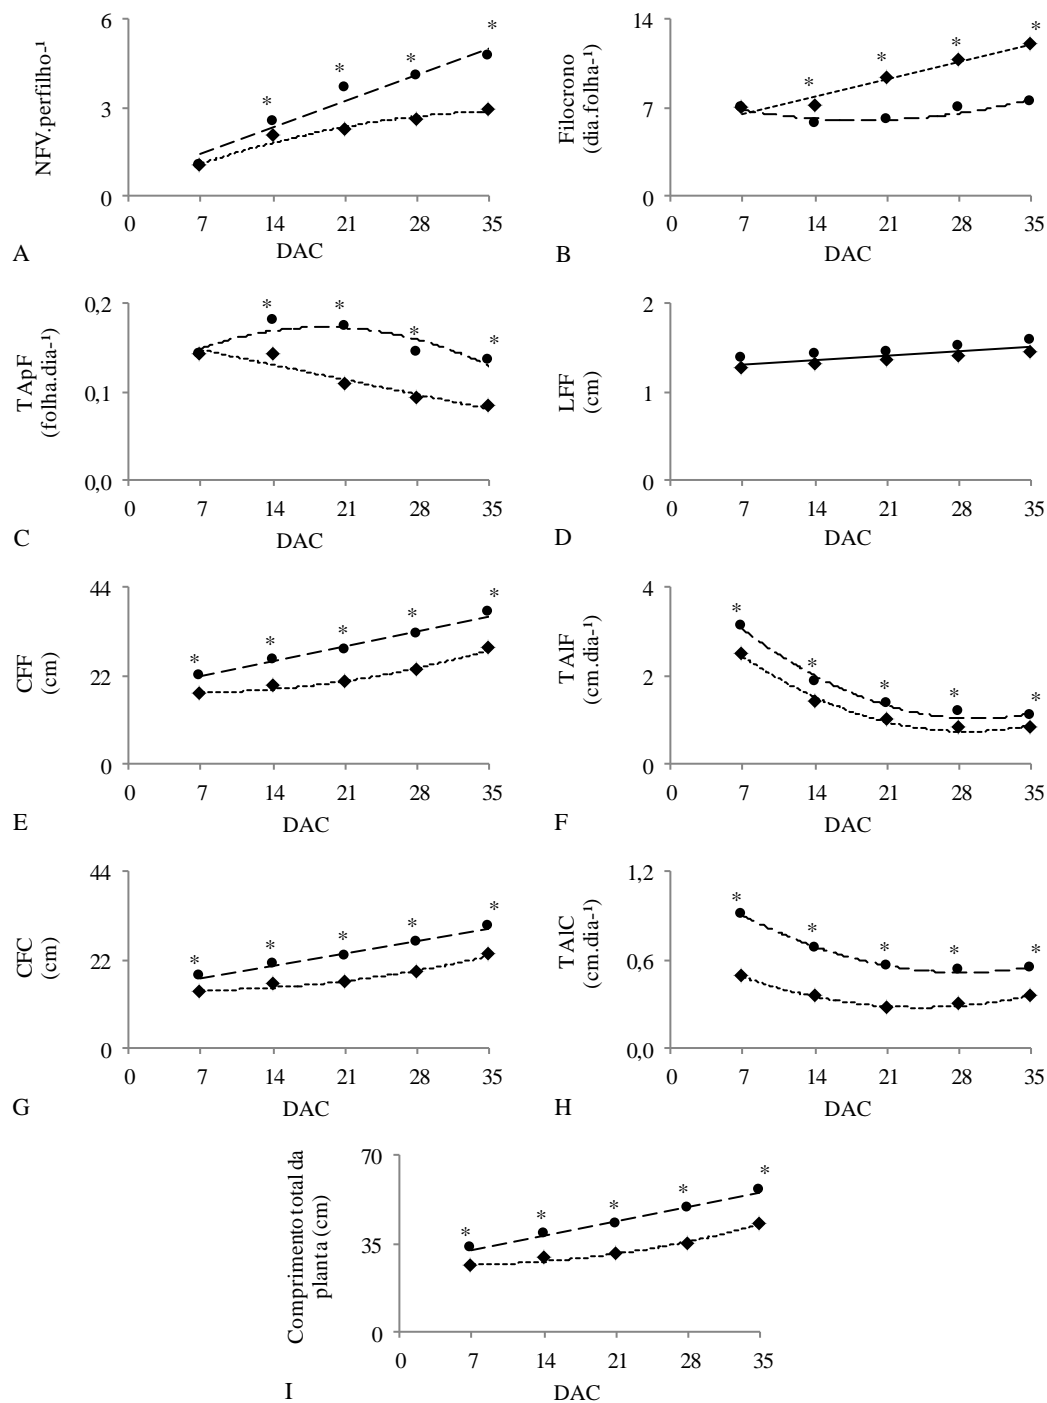 6
3
0
NFV.perfilho-¹
* * * * *
0 7 14 21 28 35
DAC
A
14
7
0
Filocrono
(dia.folha-¹)
* * * *
0 7 14 21 28 35
DAC
B
0,2
0,1
0,0
TApF
(folha.dia-¹)
* * * *
0 7 14 21 28 35
DAC
C
2
1
0
LFF
(cm)
0 7 14 21 28 35
DAC
D
44
22
0
CFF
(cm)
* * * * *
0 7 14 21 28 35
DAC
E
4
2
0
TAlF
(cm.dia-¹)
* * * * *
0 7 14 21 28 35
DAC
F
44
22
0
CFC
(cm)
* * * * *
0 7 14 21 28 35
DAC
G
1,2
0,6
0,0
TAlC
(cm.dia-¹)
* * * * *
0 7 14 21 28 35
DAC
H
70
35
0
Comprimento total da
planta (cm)
* * * * *
0 7 14 21 28 35
DAC
I